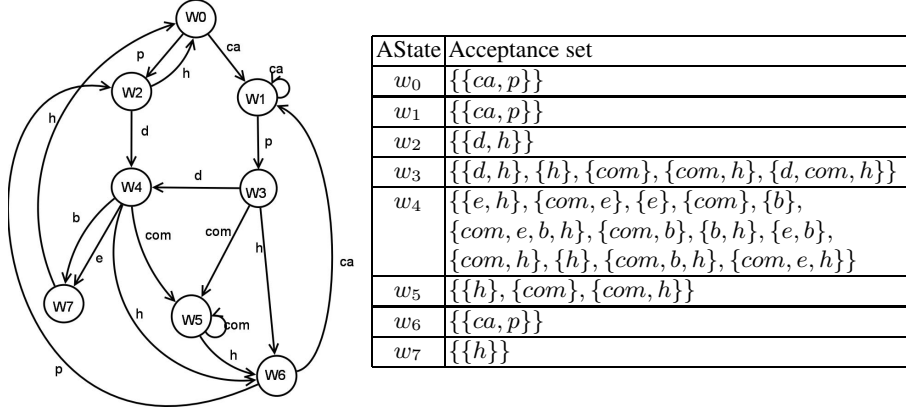 W0
ca
p
h
ca
W2
W1
h
d
p
W4
d
W3
b
com
com
h
e
ca
W7
h
W5
com
h
p
W6
AState Acceptance set
w0 {{ca, p}}
w1 {{ca, p}}
w2 {{d, h}}
w3 {{d, h}, {h}, {com}, {com, h}, {d, com, h}}
w4 {{e, h}, {com, e}, {e}, {com}, {b},
{com, e, b, h}, {com, b}, {b, h}, {e, b},
{com, h}, {h}, {com, b, h}, {com, e, h}}
w5 {{h}, {com}, {com, h}}
w6 {{ca, p}}
w7 {{h}}